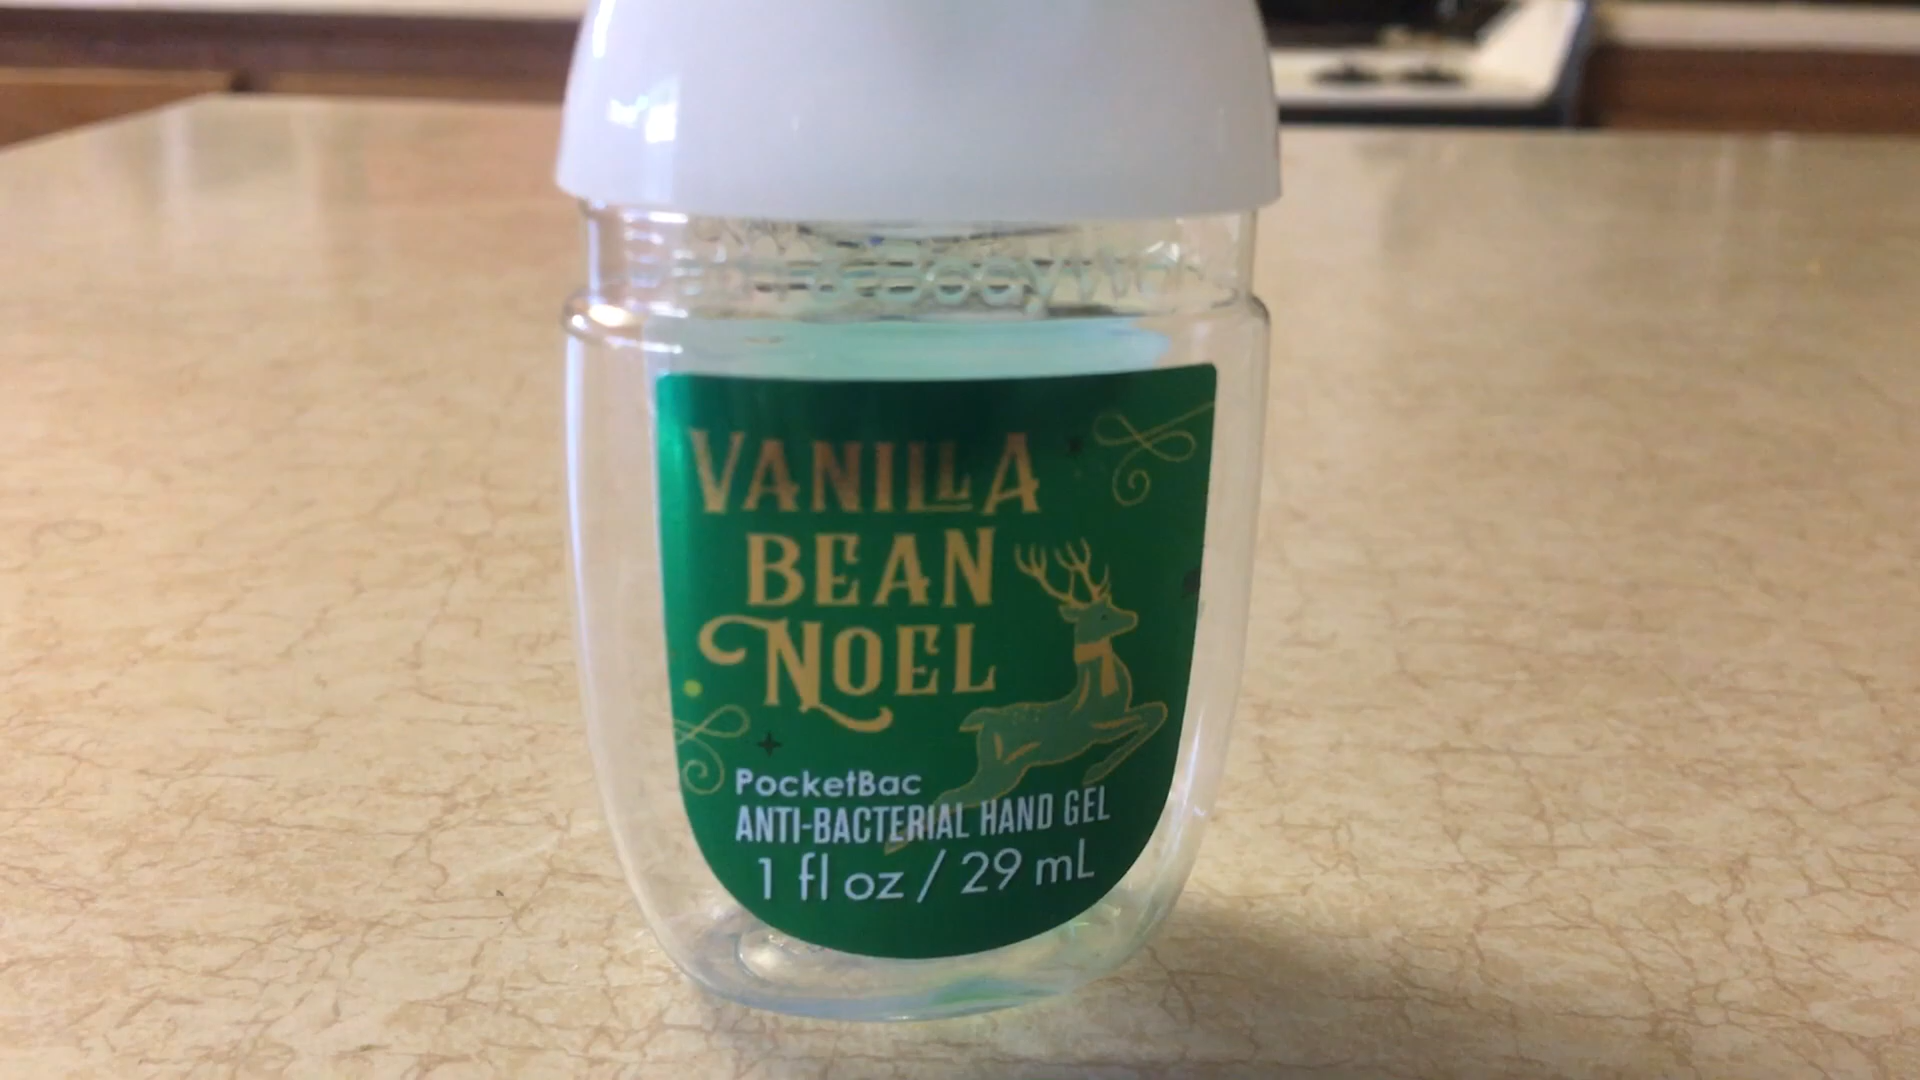 VANILLA
BEAN
NOEL
PocketBac
ANTI-BACTERIAL HAND GEL
1 fl oz / 29 mL